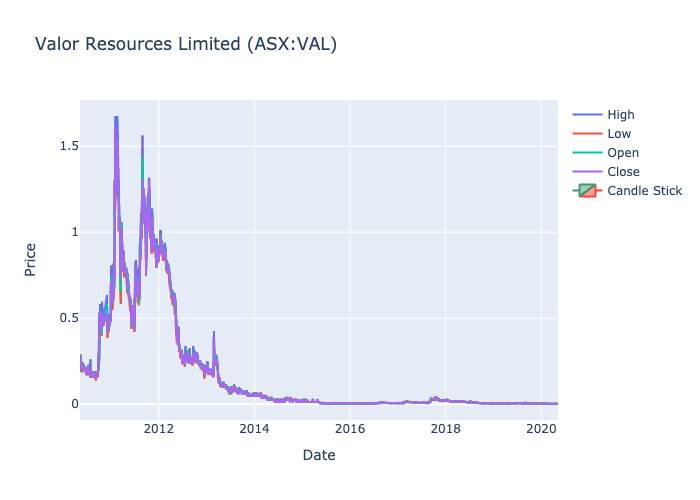 Valor Resources Limited (ASX:VAL)
High
Low
Open
Close
Candle Stick
1.5
1
0.5
0
Price
2012
2014
2016
2018
2020
Date